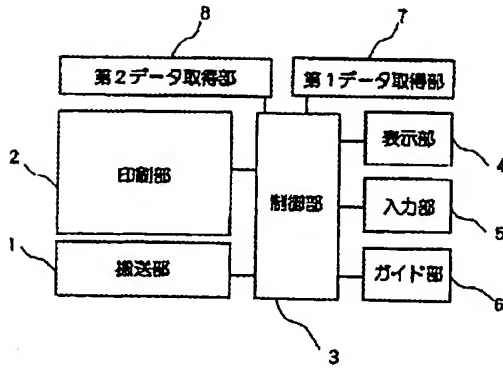 8
7
第2データ取得部
第1データ取得部
2
印刷部
制御部
表示部
4
入力部
5
1
搬送部
ガイド部
6
3